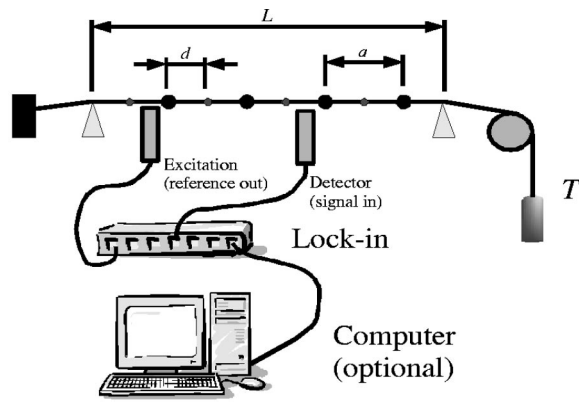 L
d
a
Excitation
(reference out)
Detector
(signal in)
T
Lock-in
Computer
(optional)